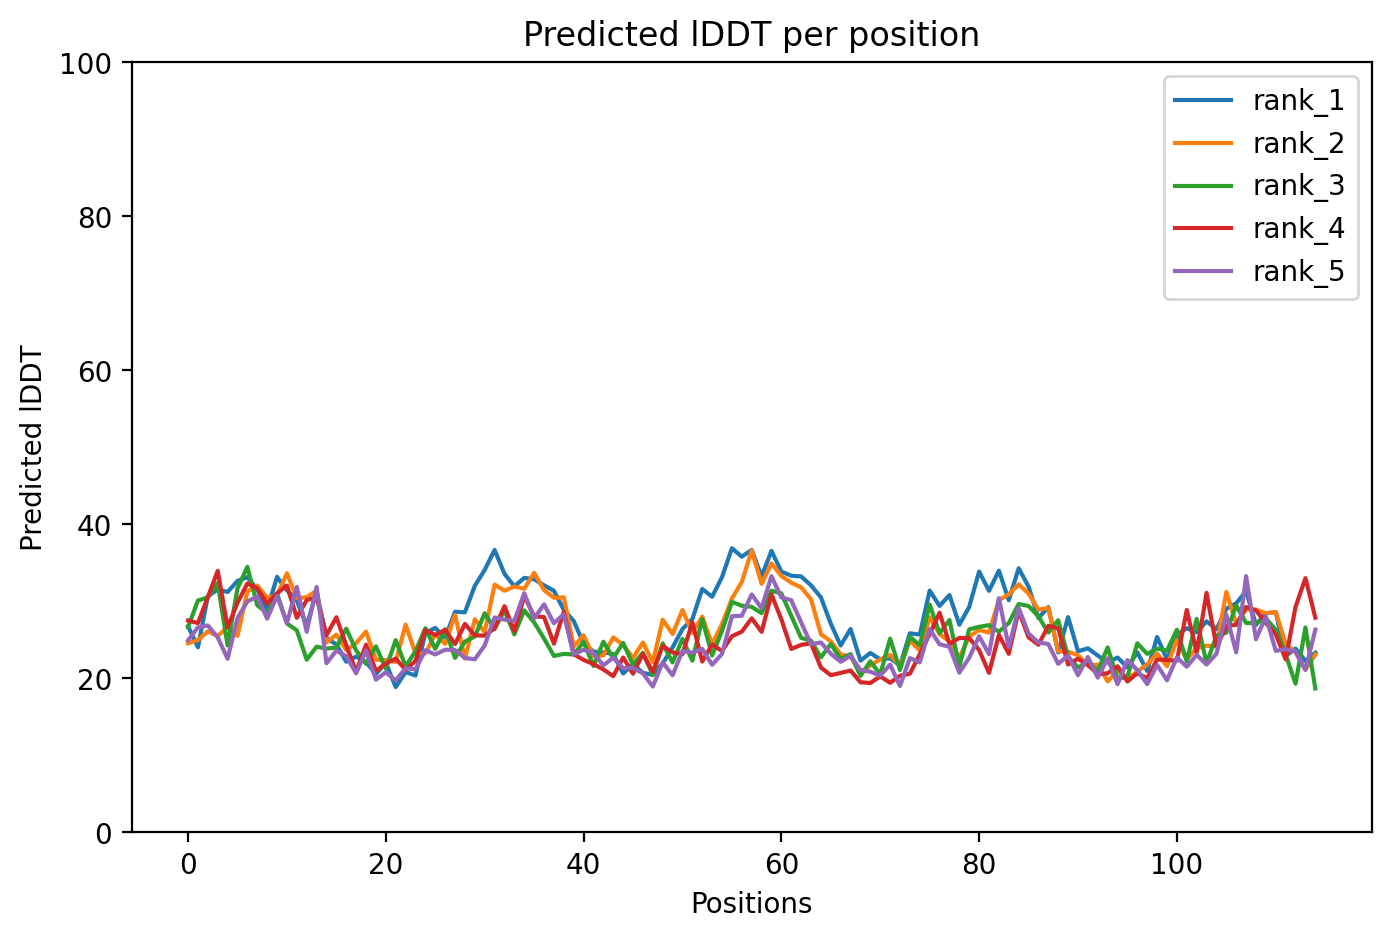 Predicted lDDT per position
100
80
60
40
20
0
Predicted lDDT
0 20 40 60 80 100
Positions
rank_1
rank_2
rank_3
rank_4
rank_5